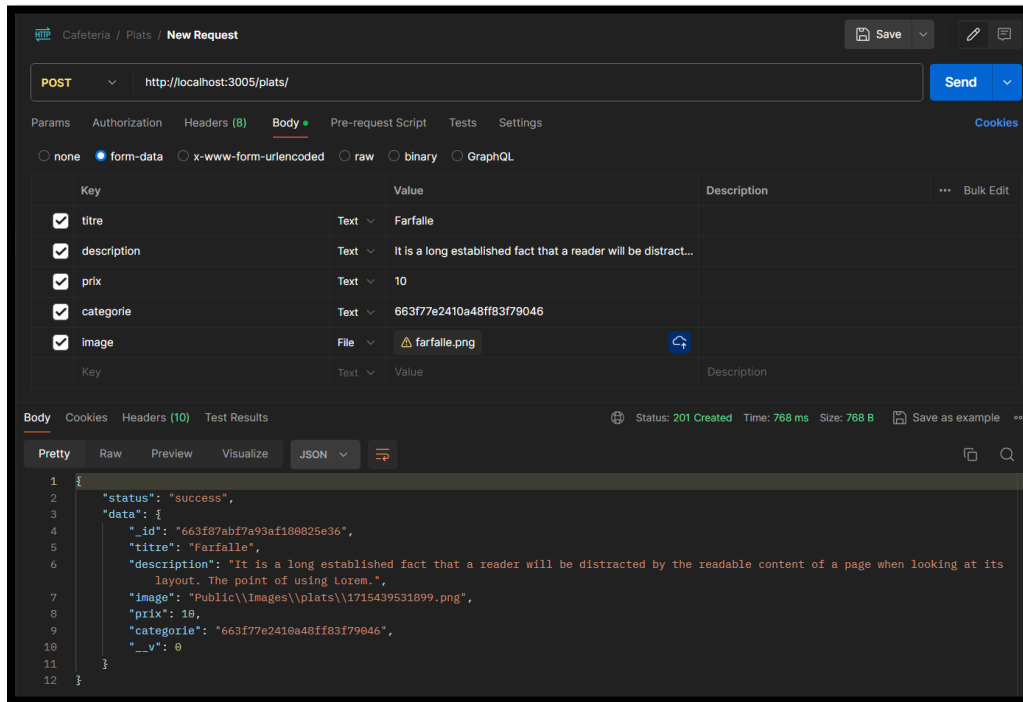 HTTP Cafeteria / Plats / New Request Save
POST http://localhost:3005/plats/ Send
Params Authorization Headers (8) Body Pre-request Script Tests Settings Cookies
none form-data x-www-form-urlencoded raw binary GraphQL
Key Value Description Bulk Edit
titre Text Farfalle
description Text It is a long established fact that a reader will be distract...
prix Text 10
categorie Text 663f77e2410a48ff83f79046
image File farfalle.png
Key Text Value Description
Body Cookies Headers (10) Test Results Status: 201 Created Time: 768 ms Size: 768 B Save as example
Pretty Raw Preview Visualize JSON
1 {
2 "status": "success",
3 "data": {
4 "_id": "663f87abf7a93af180825e36",
5 "titre": "Farfalle",
6 "description": "It is a long established fact that a reader will be distracted by the readable content of a page when looking at its
layout. The point of using Lorem.",
7 "image": "Public\\Images\\plats\\1715439531899.png",
8 "prix": 10,
9 "categorie": "663f77e2410a48ff83f79046",
10 "__v": 0
11 }
12 }